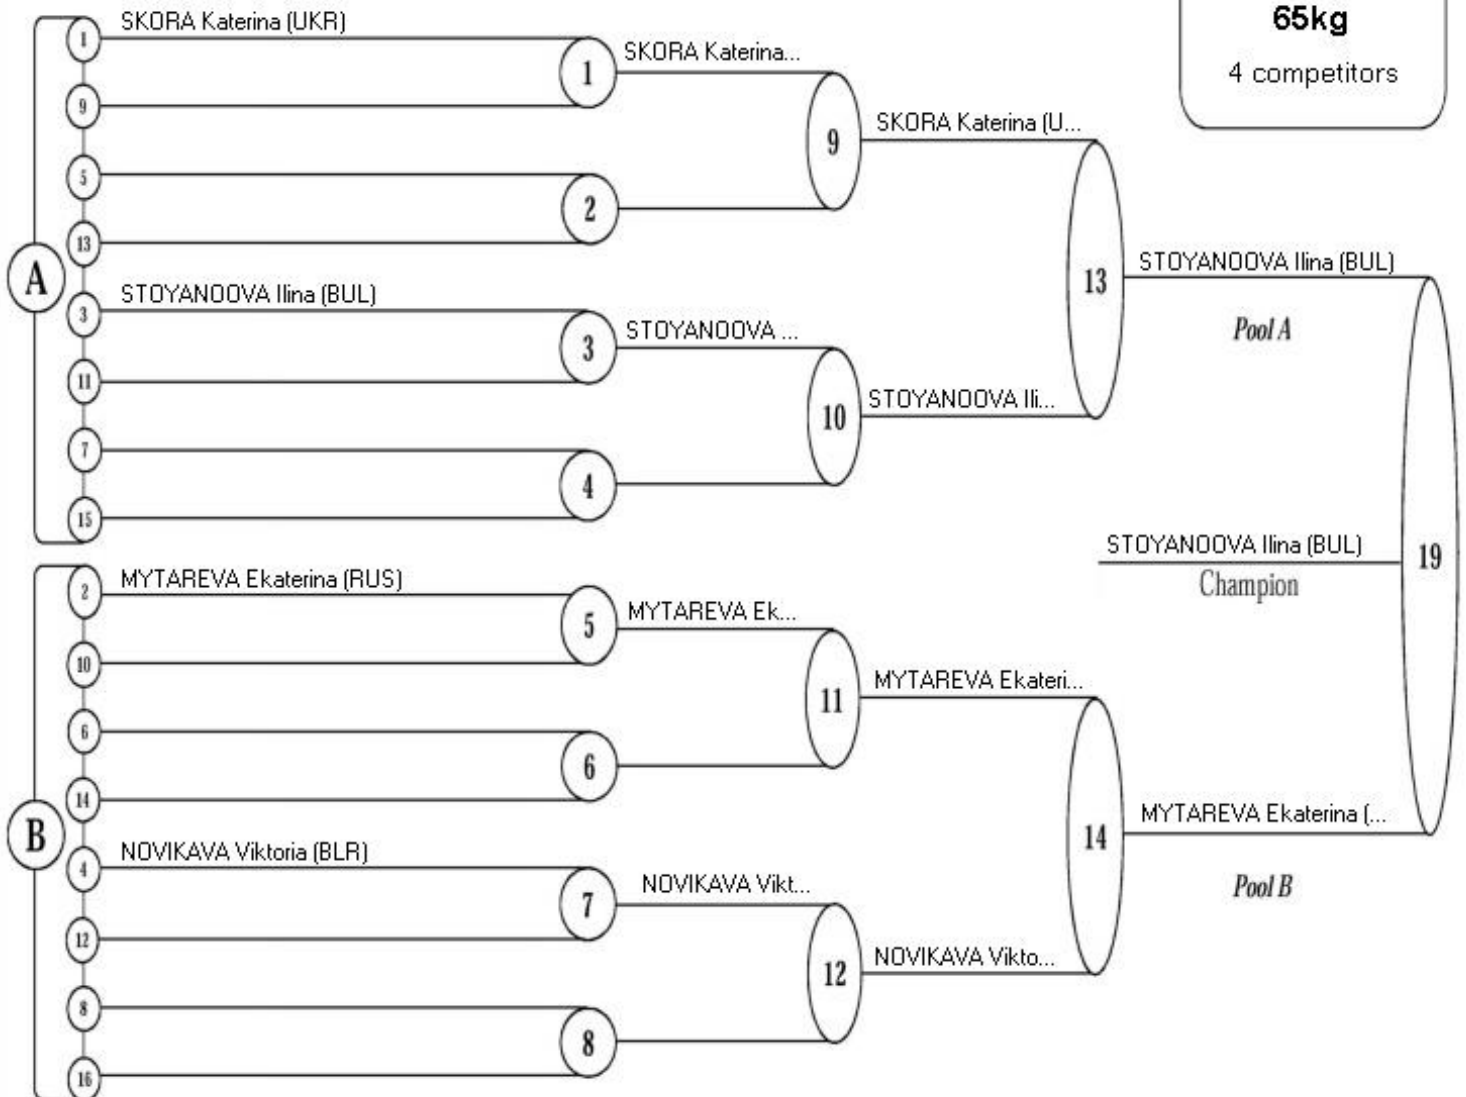 65kg
4 competitors
A
1
SKORA Katerina (UKR)
9
5
13
3
STOYANOOVA Ilina (BUL)
11
7
15
1
2
3
4
SKORA Katerina...
STOYANOOVA ...
9
10
SKORA Katerina (U...
STOYANOOVA Ili...
13
STOYANOOVA Ilina (BUL)
Pool A
B
2
MYTAREVA Ekaterina (RUS)
10
6
14
4
NOVIKAVA Viktoria (BLR)
12
8
16
5
6
7
8
MYTAREVA Ek...
NOVIKAVA Vikt...
11
12
MYTAREVA Ekateri...
NOVIKAVA Vikto...
14
MYTAREVA Ekaterina (...
Pool B
19
STOYANOOVA Ilina (BUL)
Champion